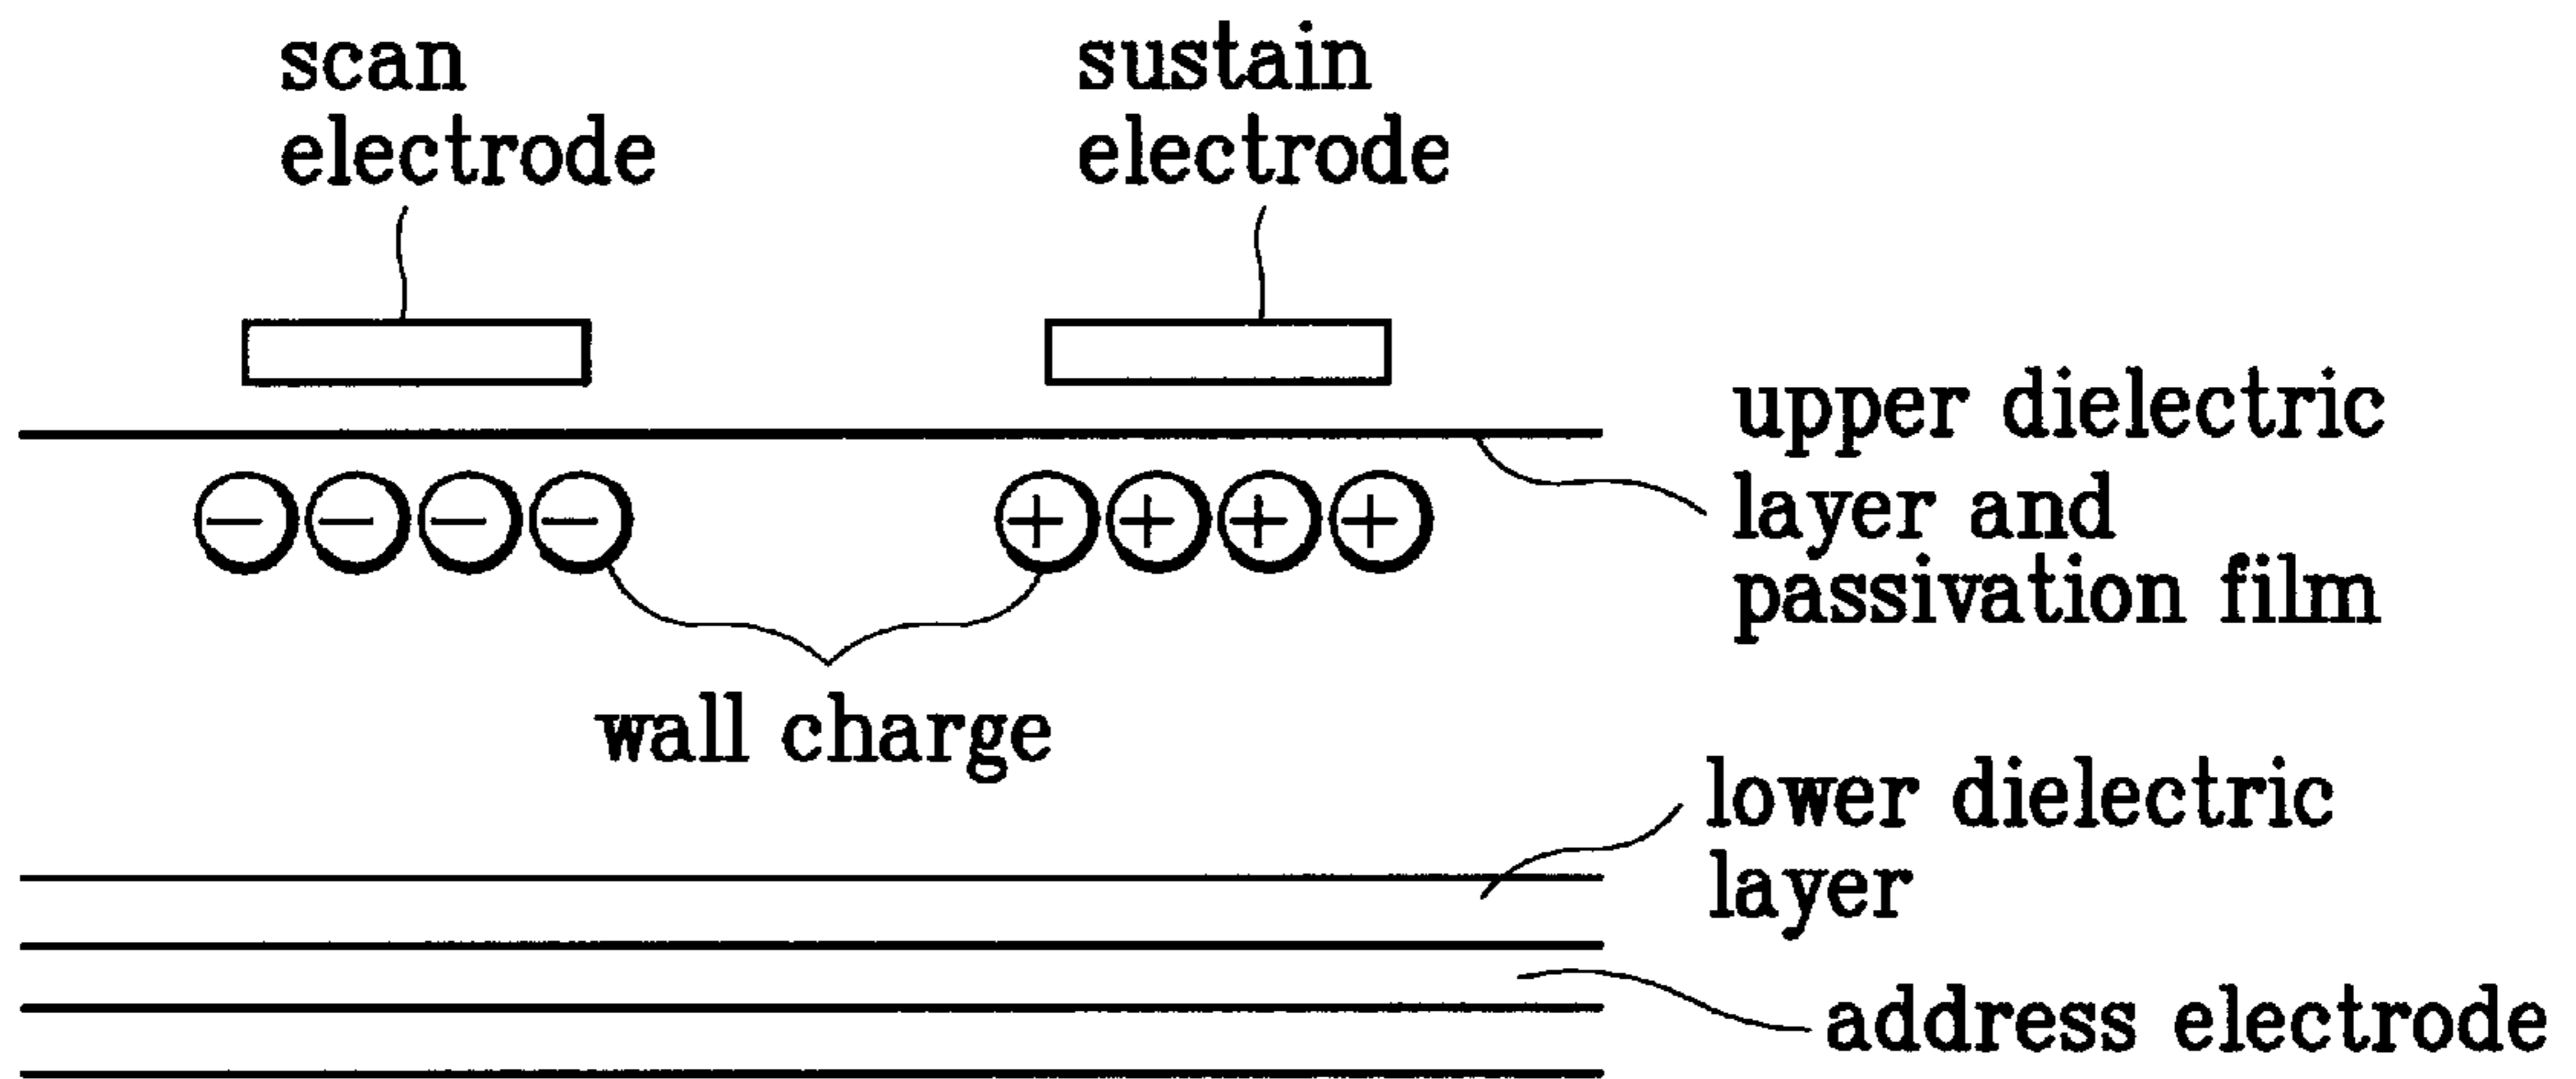 scan
electrode
sustain
electrode
upper dielectric
layer and
passivation film
− − − −
+ + + +
wall charge
lower dielectric
layer
address electrode